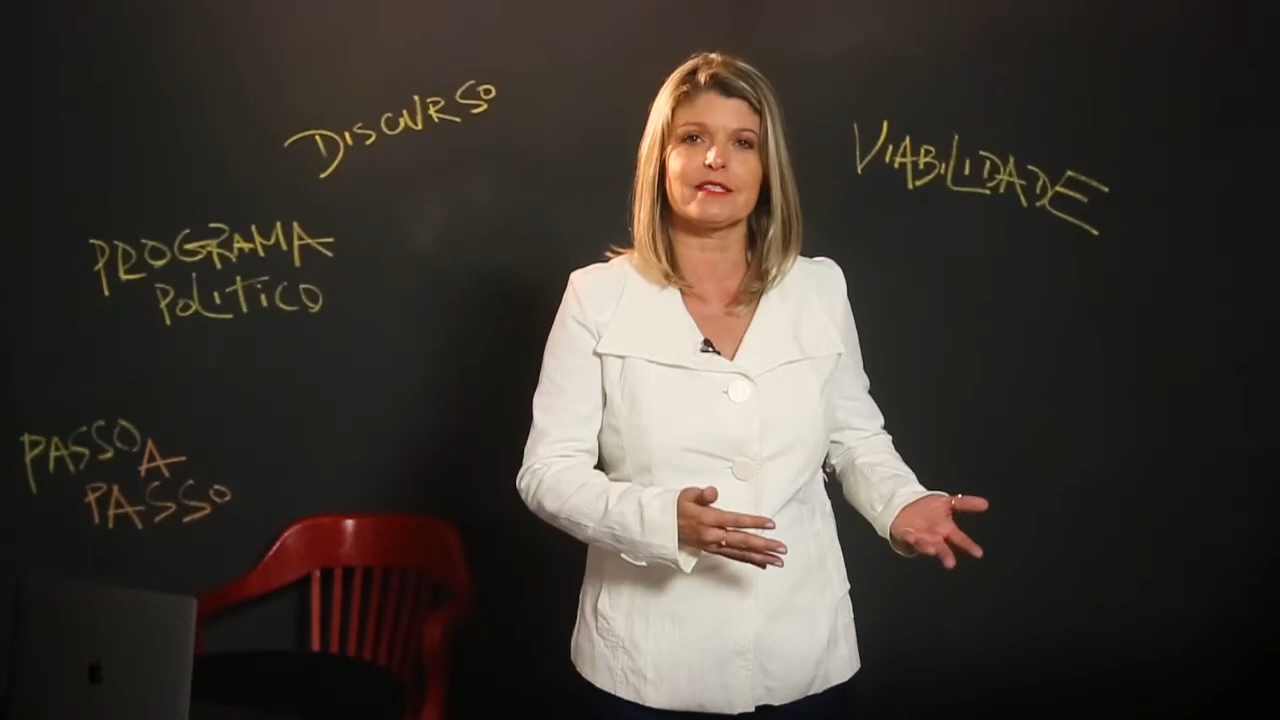 DISCURSO
VIABILIDADE
PROGRAMA
POLITICO
PASSO A
PASSO